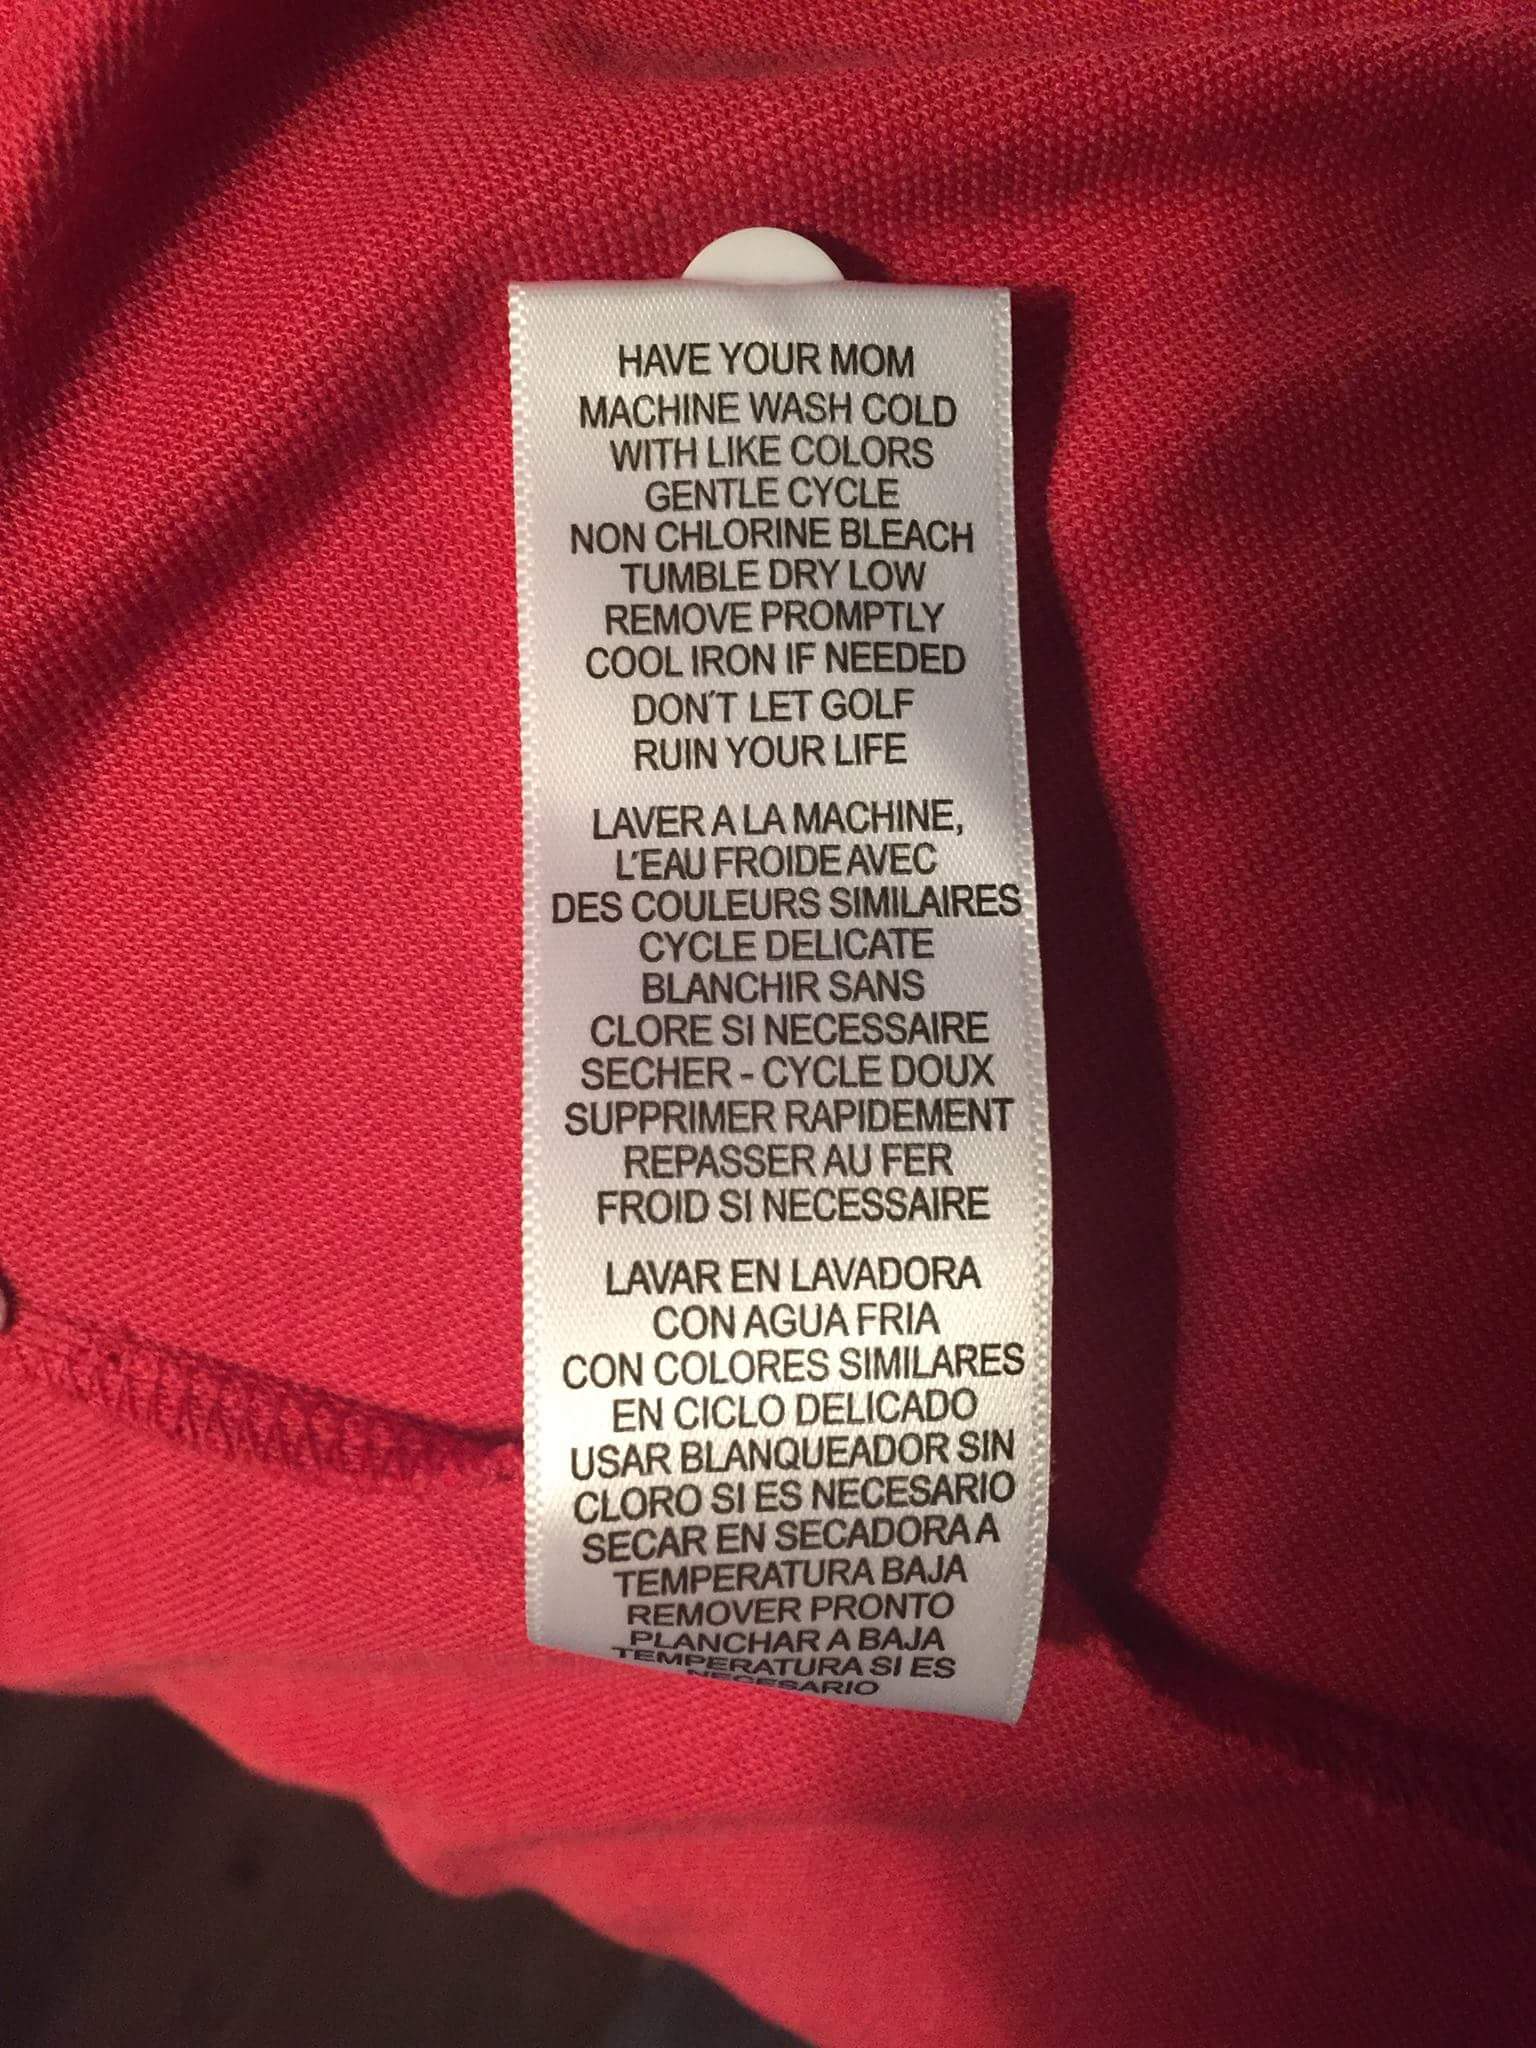 HAVE YOUR MOM
MACHINE WASH COLD
WITH LIKE COLORS
GENTLE CYCLE
NON CHLORINE BLEACH
TUMBLE DRY LOW
REMOVE PROMPTLY
COOL IRON IF NEEDED
DON'T LET GOLF
RUIN YOUR LIFE
LAVER A LA MACHINE,
L'EAU FROIDE AVEC
DES COULEURS SIMILAIRES
CYCLE DELICATE
BLANCHIR SANS
CLORE SI NECESSAIRE
SECHER - CYCLE DOUX
SUPPRIMER RAPIDEMENT
REPASSER AU FER
FROID SI NECESSAIRE
LAVAR EN LAVADORA
CON AGUA FRIA
CON COLORES SIMILARES
EN CICLO DELICADO
USAR BLANQUEADOR SIN
CLORO SI ES NECESARIO
SECAR EN SECADORA A
TEMPERATURA BAJA
REMOVER PRONTO
PLANCHAR A BAJA
TEMPERATURA SI ES
NECESARIO